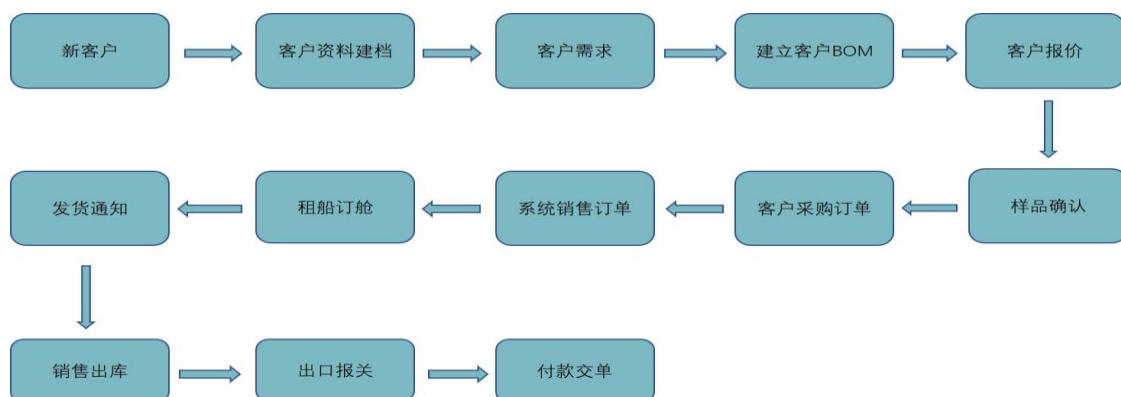 新客户
客户资料建档
客户需求
建立客户BOM
客户报价
样品确认
客户采购订单
系统销售订单
租船订舱
发货通知
销售出库
出口报关
付款交单